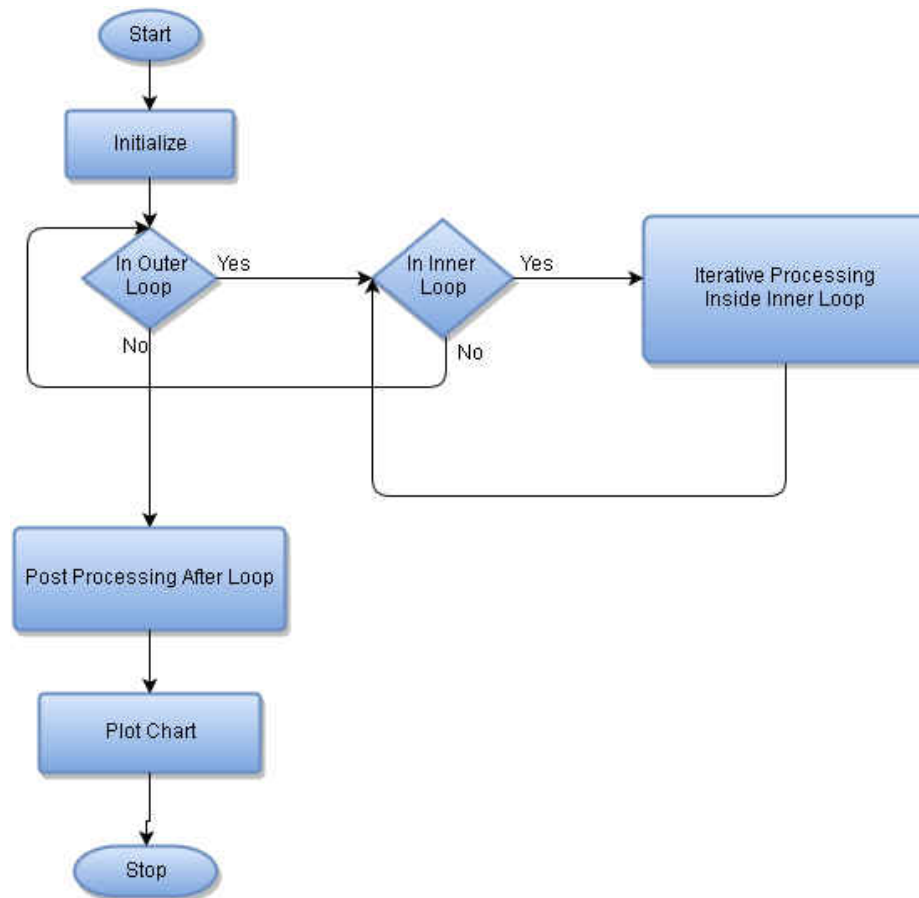 Start
Initialize
In Outer
Loop
Yes
No
In Inner
Loop
Yes
No
Iterative Processing
Inside Inner Loop
Post Processing After Loop
Plot Chart
Stop